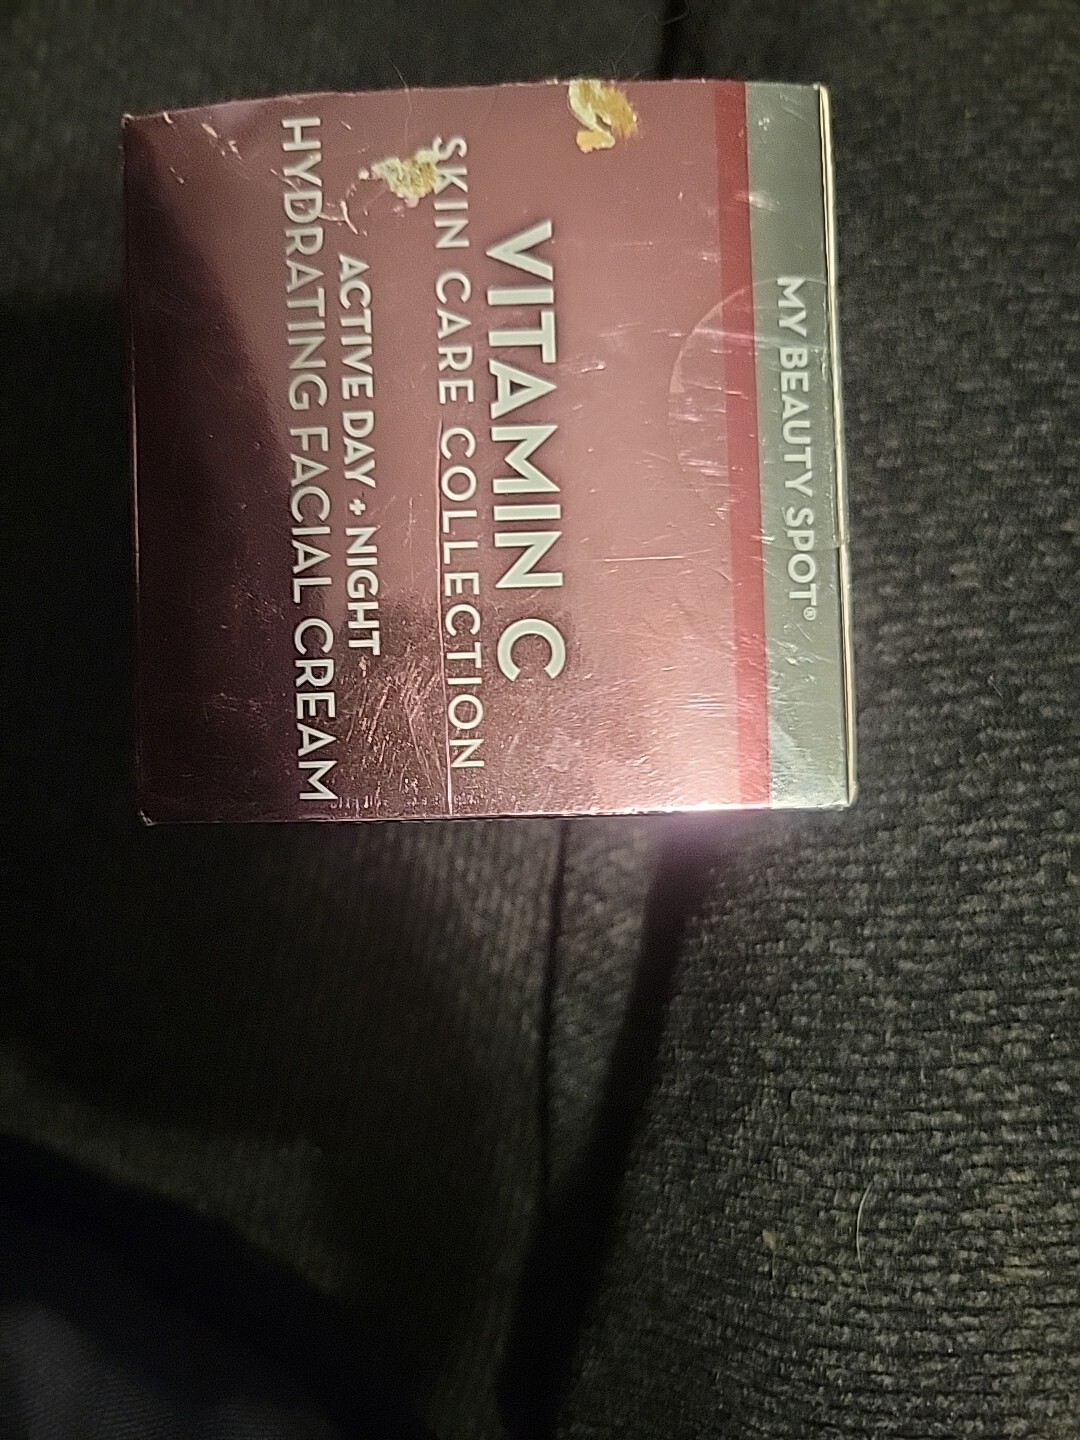 MY BEAUTY SPOT®
VITAMIN C
SKIN CARE COLLECTION
ACTIVE DAY + NIGHT
HYDRATING FACIAL CREAM